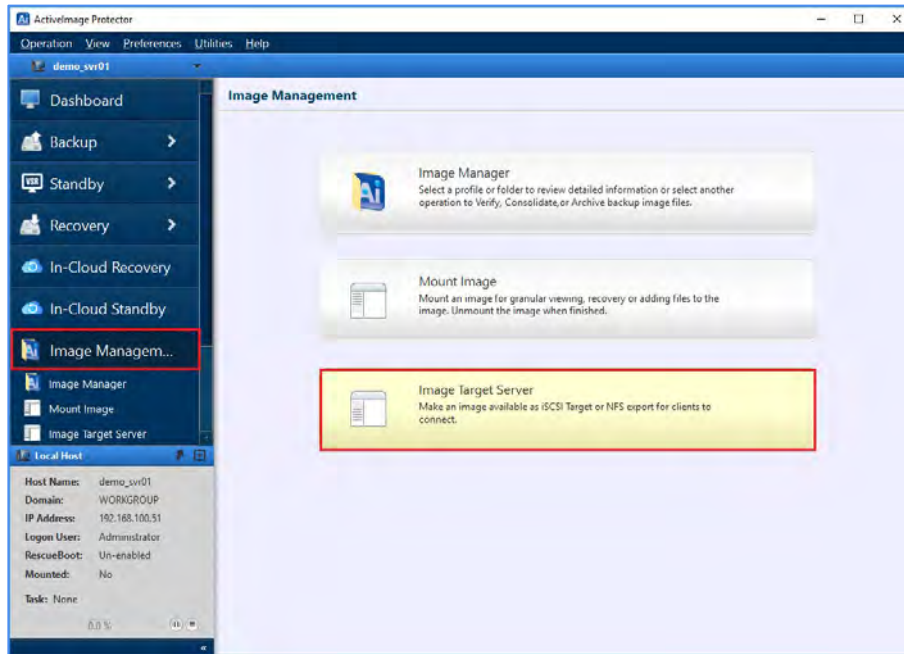 ActiveImage Protector
Operation View Preferences Utilities Help
demo_svr01
Dashboard
Backup
Standby
Recovery
In-Cloud Recovery
In-Cloud Standby
Image Managem...
Image Manager
Mount Image
Image Target Server
Local Host
Host Name: demo_svr01
Domain: WORKGROUP
IP Address: 192.168.100.51
Logon User: Administrator
RescueBoot: Un-enabled
Mounted: No
Task: None
0.0 %
Image Management
Image Manager
Select a profile or folder to review detailed information or select another
operation to Verify, Consolidate,or Archive backup image files.
Mount Image
Mount an image for granular viewing, recovery or adding files to the
image. Unmount the image when finished.
Image Target Server
Make an image available as iSCSI Target or NFS export for clients to
connect.